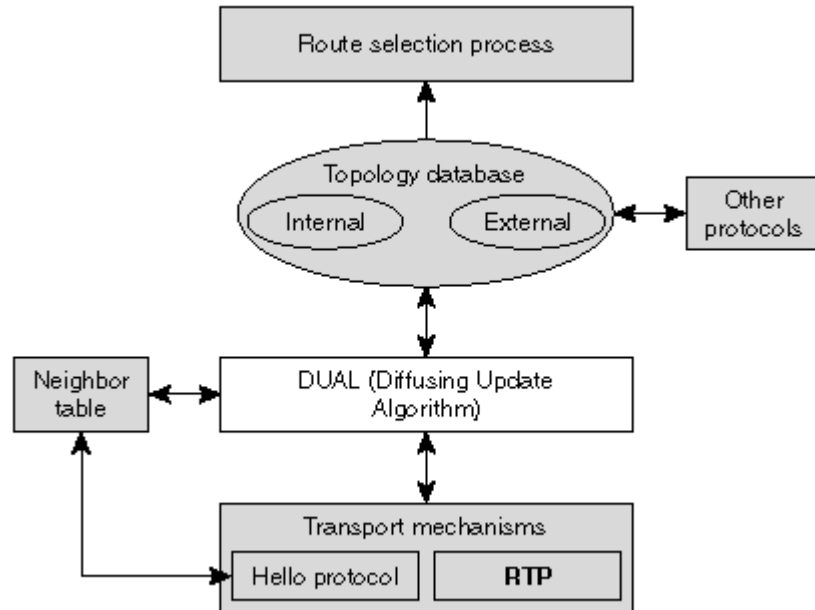 Route selection process
Topology database
Internal
External
Other
protocols
Neighbor
table
DUAL (Diffusing Update
Algorithm)
Transport mechanisms
Hello protocol
RTP